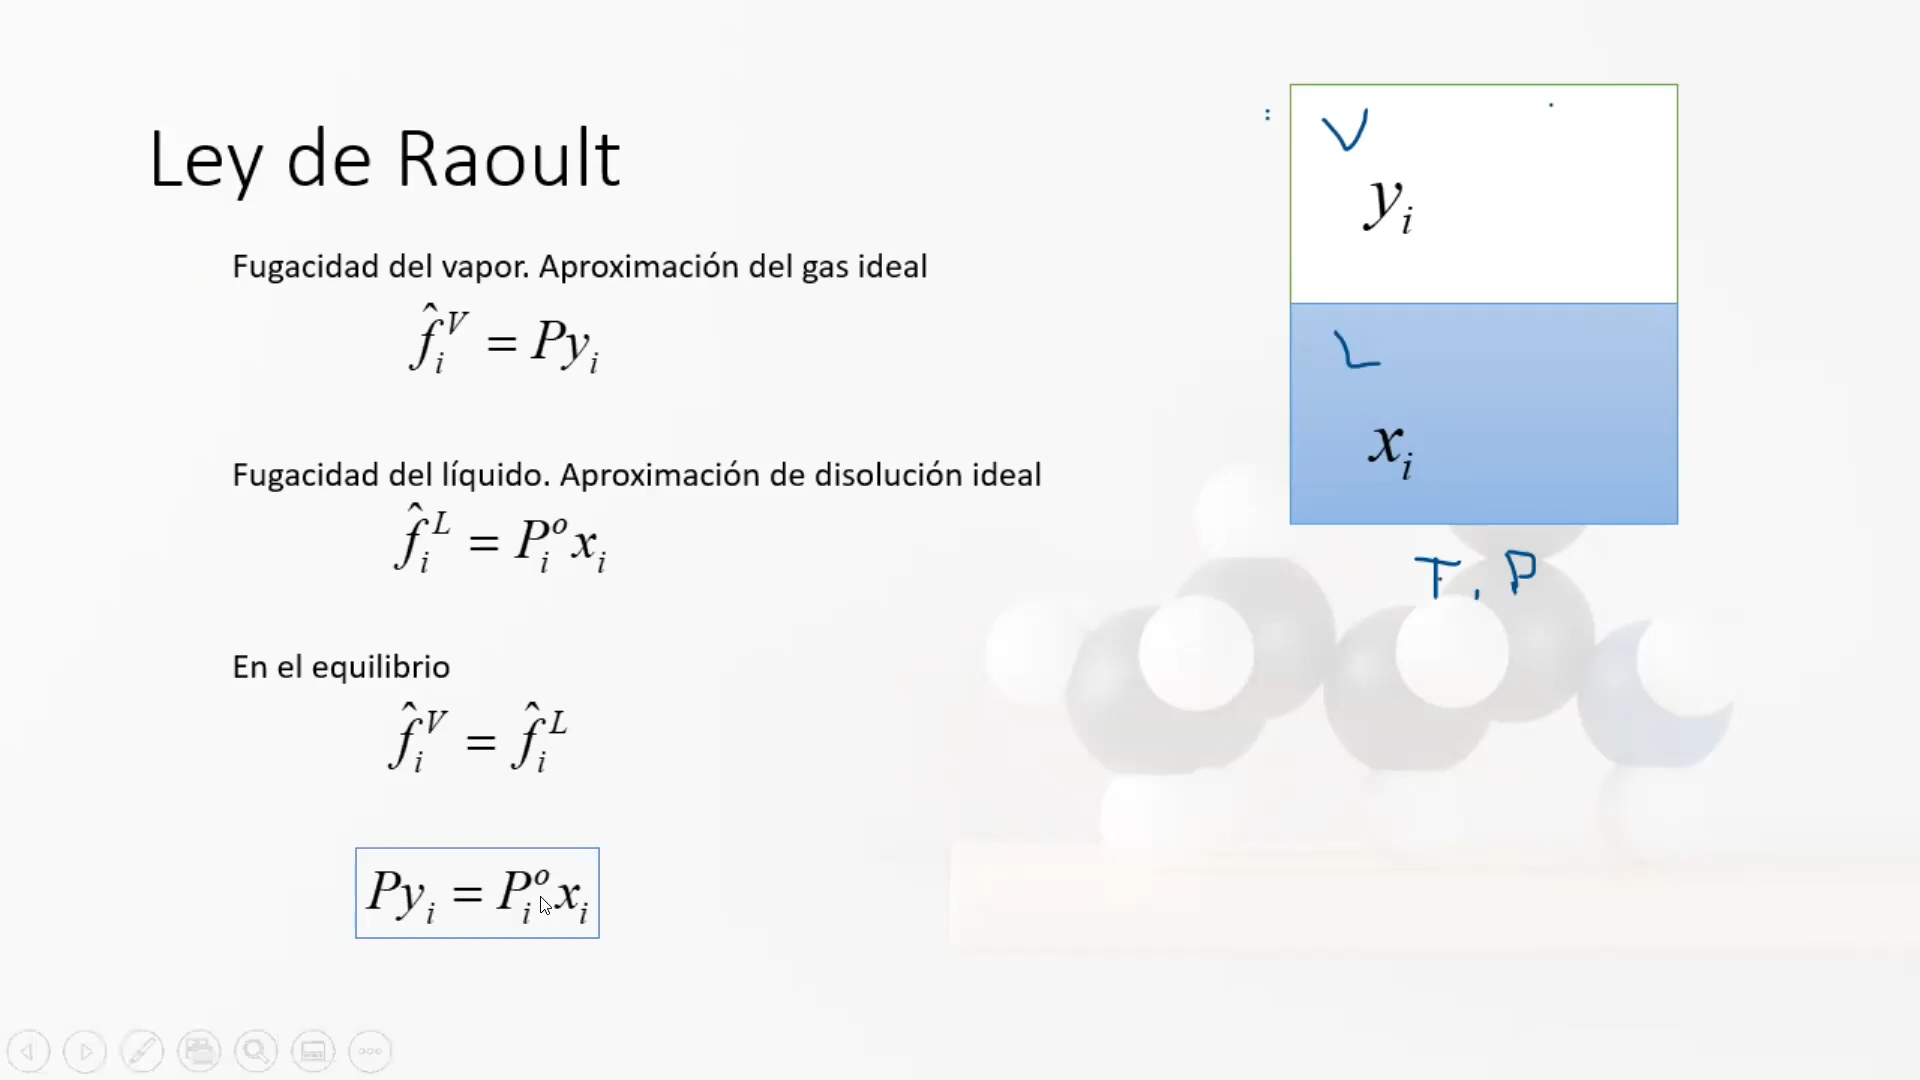 Ley de Raoult
Fugacidad del vapor. Aproximación del gas ideal
f̂ᵢⱽ = Pyᵢ
Fugacidad del líquido. Aproximación de disolución ideal
f̂ᵢᴸ = Pᵢᵒxᵢ
En el equilibrio
f̂ᵢⱽ = f̂ᵢᴸ
Pyᵢ = Pᵢᵒxᵢ
V
yᵢ
L
xᵢ
T, P